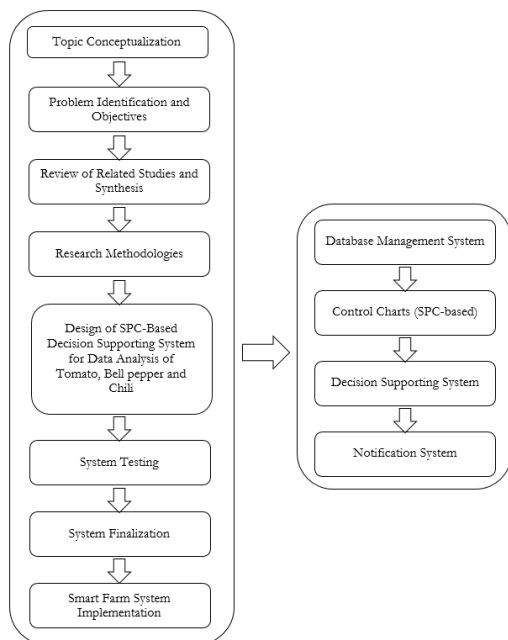 Topic Conceptualization
Problem Identification and
Objectives
Review of Related Studies and
Synthesis
Research Methodologies
Design of SPC-Based
Decision Supporting System
for Data Analysis of
Tomato, Bell pepper and
Chili
System Testing
System Finalization
Smart Farm System
Implementation
Database Management System
Control Charts (SPC-based)
Decision Supporting System
Notification System